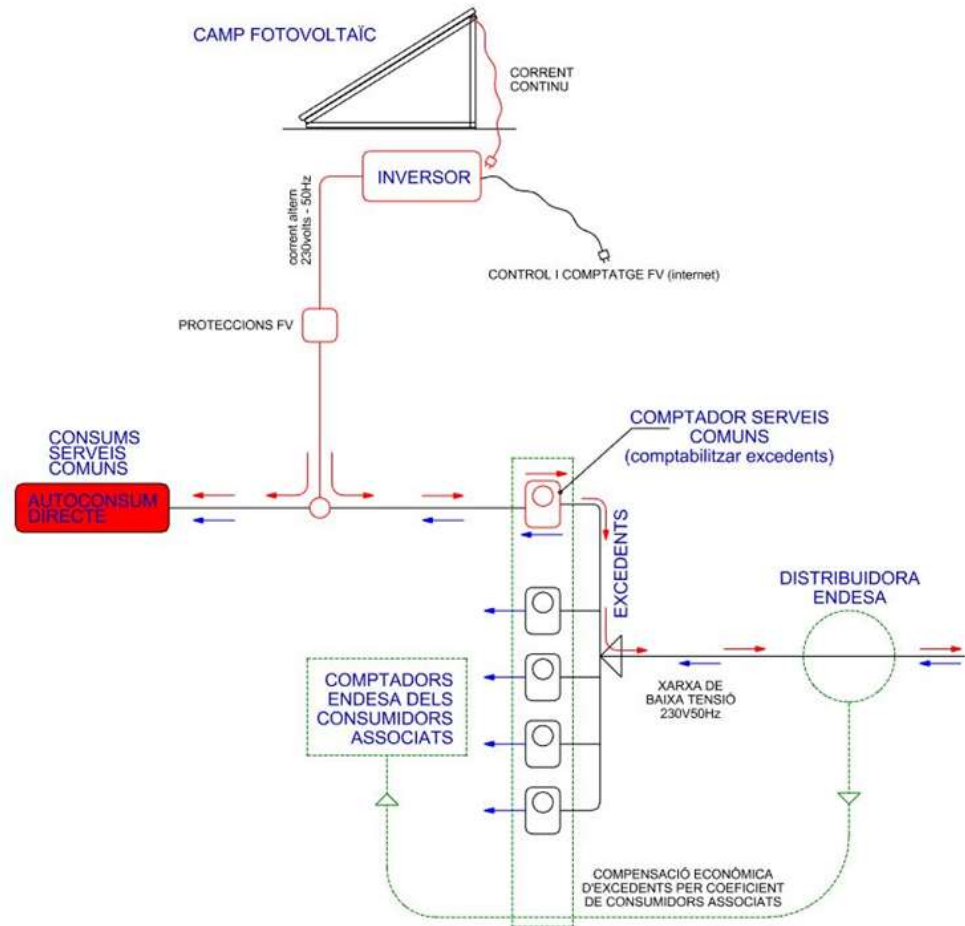 CAMP FOTOVOLTAÏC
CORRENT
CONTINU
INVERSOR
corrent altern
230volts - 50Hz
CONTROL I COMPTATGE FV (internet)
PROTECCIONS FV
COMPTADOR SERVEIS
COMUNS
(comptabilitzar excedents)
CONSUMS
SERVEIS
COMUNS
AUTOCONSUM
DIRECTE
EXCEDENTS
DISTRIBUIDORA
ENDESA
COMPTADORS
ENDESA DELS
CONSUMIDORS
ASSOCIATS
XARXA DE
BAIXA TENSIÓ
230V50Hz
COMPENSACIÓ ECONÒMICA
D'EXCEDENTS PER COEFICIENT
DE CONSUMIDORS ASSOCIATS